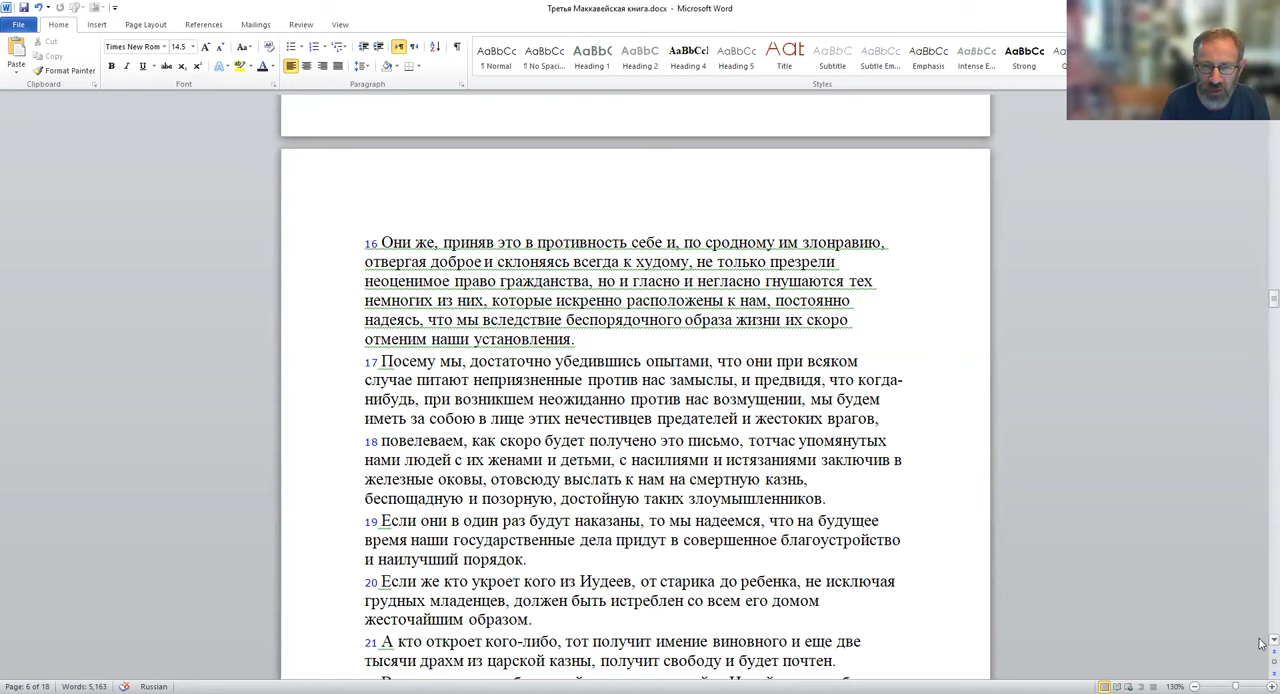 Третья Маккавейская книга.docx - Microsoft Word
File Home Insert Page Layout References Mailings Review View
Cut
Copy
Format Painter
Paste
Clipboard
Times New Rom 14.5
Font
Paragraph
AaBbCc AaBbCc AaBbC AaBbC AaBbCcI AaBbCc AaB AaBbCc AaBbCc AaBbCc AaBbCc AaBbCc
¶ Normal ¶ No Spaci... Heading 1 Heading 2 Heading 4 Heading 5 Title Subtitle Subtle Em... Emphasis Intense E... Strong
Styles
16 Они же, приняв это в противность себе и, по сродному им злонравию,
отвергая доброе и склоняясь всегда к худому, не только презрели
неоценимое право гражданства, но и гласно и негласно гнушаются тех
немногих из них, которые искренно расположены к нам, постоянно
надеясь, что мы вследствие беспорядочного образа жизни их скоро
отменим наши установления.
17 Посему мы, достаточно убедившись опытами, что они при всяком
случае питают неприязненные против нас замыслы, и предвидя, что когда-
нибудь, при возникшем неожиданно против нас возмущении, мы будем
иметь за собою в лице этих нечестивцев предателей и жестоких врагов,
18 повелеваем, как скоро будет получено это письмо, тотчас упомянутых
нами людей с их женами и детьми, с насилиями и истязаниями заключив в
железные оковы, отовсюду выслать к нам на смертную казнь,
беспощадную и позорную, достойную таких злоумышленников.
19 Если они в один раз будут наказаны, то мы надеемся, что на будущее
время наши государственные дела придут в совершенное благоустройство
и наилучший порядок.
20 Если же кто укроет кого из Иудеев, от старика до ребенка, не исключая
грудных младенцев, должен быть истреблен со всем его домом
жесточайшим образом.
21 А кто откроет кого-либо, тот получит имение виновного и еще две
тысячи драхм из царской казны, получит свободу и будет почтен.
Page: 6 of 18 Words: 5,163 Russian 130%